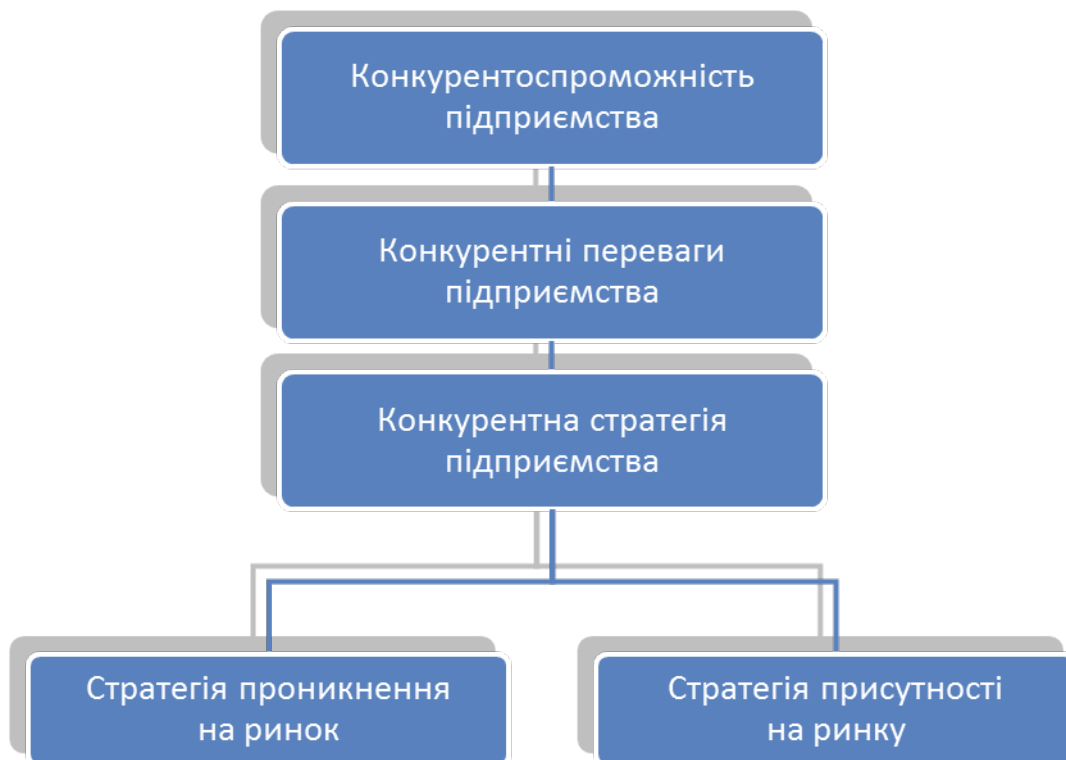 Конкурентоспроможність
підприємства
Конкурентні переваги
підприємства
Конкурентна стратегія
підприємства
Стратегія проникнення
на ринок
Стратегія присутності
на ринку